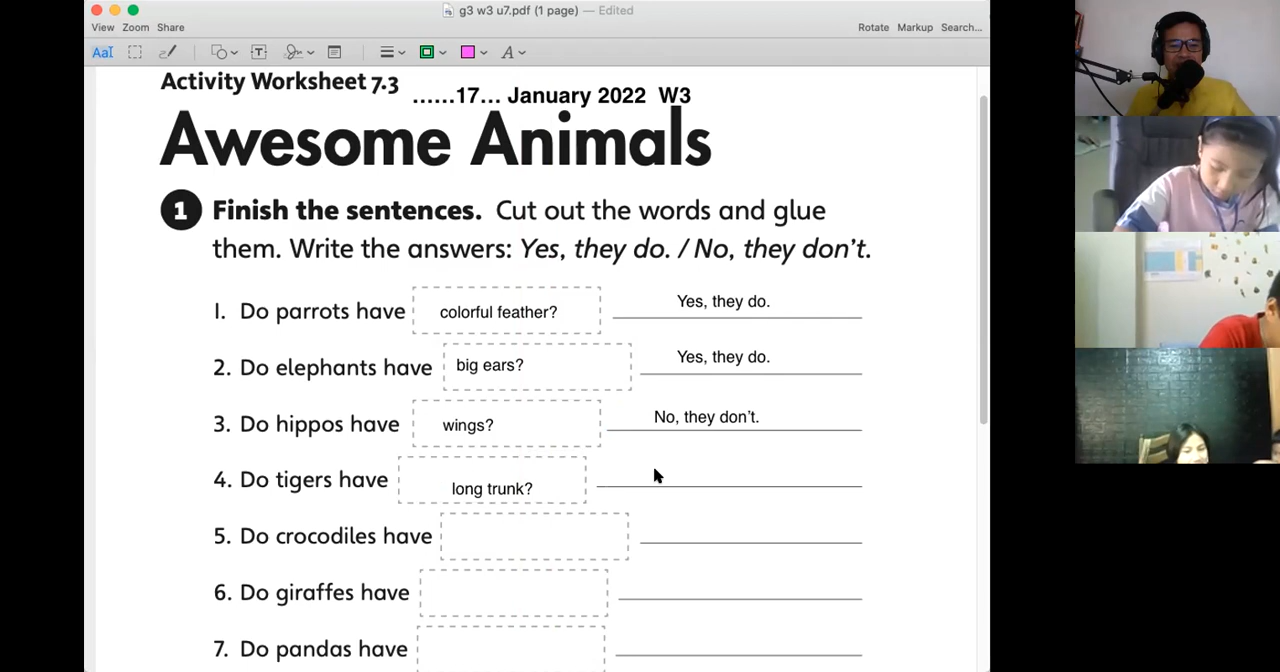 g3 w3 u7.pdf (1 page) — Edited
View Zoom Share Rotate Markup Search...
AaI T A
Activity Worksheet 7.3
......17... January 2022 W3
Awesome Animals
1 Finish the sentences. Cut out the words and glue
them. Write the answers: Yes, they do. / No, they don't.
1. Do parrots have colorful feather? Yes, they do.
2. Do elephants have big ears? Yes, they do.
3. Do hippos have wings? No, they don't.
4. Do tigers have long trunk?
5. Do crocodiles have
6. Do giraffes have
7. Do pandas have